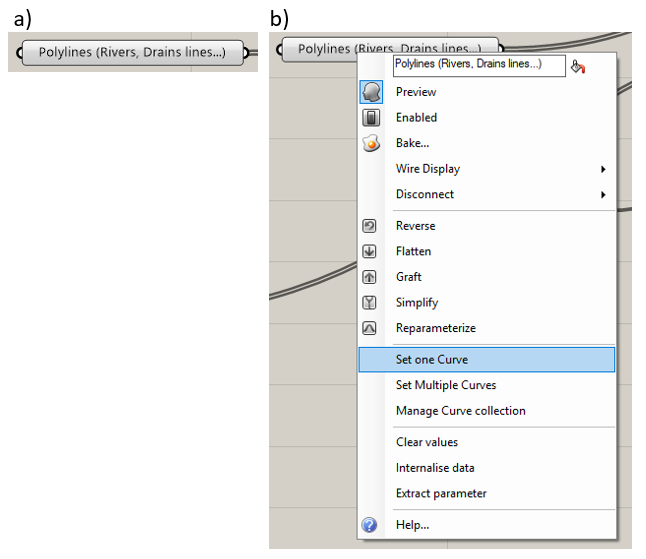 a)
b)
Polylines (Rivers, Drains lines...)
Polylines (Rivers, Drains lines...)
Polylines (Rivers, Drains lines...)
Preview
Enabled
Bake...
Wire Display
Disconnect
Reverse
Flatten
Graft
Simplify
Reparameterize
Set one Curve
Set Multiple Curves
Manage Curve collection
Clear values
Internalise data
Extract parameter
Help...